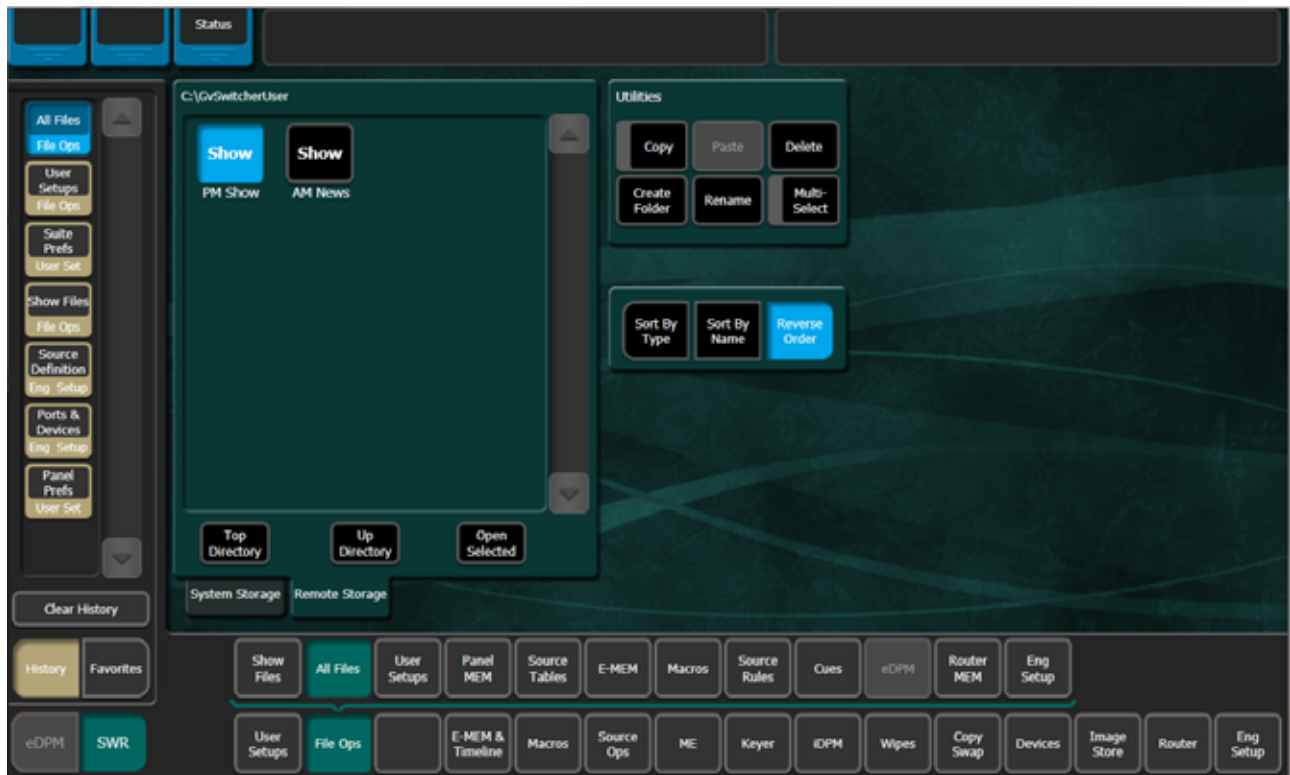 Status
C:\GvSwitcherUser
Utilities
All Files
File Ops
User
Setups
File Ops
Suite
Prefs
User Set
Show Files
File Ops
Source
Definition
Eng Setup
Ports &
Devices
Eng Setup
Panel
Prefs
User Set
Clear History
History
Favorites
eDPM
SWR
Show
PM Show
Show
AM News
Top
Directory
Up
Directory
Open
Selected
System Storage
Remote Storage
Copy
Paste
Delete
Create
Folder
Rename
Multi-
Select
Sort By
Type
Sort By
Name
Reverse
Order
Show
Files
All Files
User
Setups
Panel
MEM
Source
Tables
E-MEM
Macros
Source
Rules
Cues
eDPM
Router
MEM
Eng
Setup
User
Setups
File Ops
E-MEM &
Timeline
Macros
Source
Ops
ME
Keyer
iDPM
Wipes
Copy
Swap
Devices
Image
Store
Router
Eng
Setup